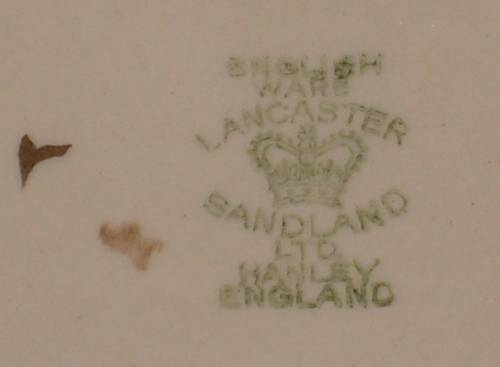 ENGLISH
WARE
LANCASTER
SANDLAND
LTD
HANLEY
ENGLAND